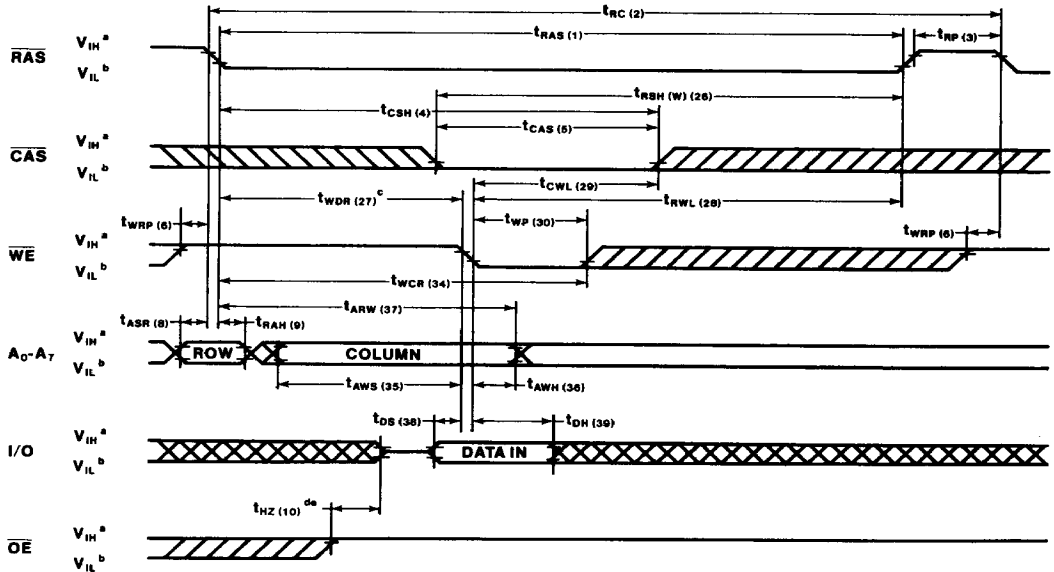 tRC (2)
tRAS (1)
tRP (3)
RAS
VIH a
VIL b
tRSH (W) (26)
tCSH (4)
tCAS (5)
CAS
VIH a
VIL b
tCWL (29)
tWDR (27) c
tRWL (28)
tWRP (6)
tWP (30)
tWRP (6)
WE
VIH a
VIL b
tWCR (34)
tARW (37)
tASR (8)
tRAH (9)
A0-A7
VIH a
VIL b
ROW
COLUMN
tAWS (35)
tAWH (36)
tDS (38)
tDH (39)
I/O
VIH a
VIL b
DATA IN
tHZ (10) de
OE
VIH a
VIL b